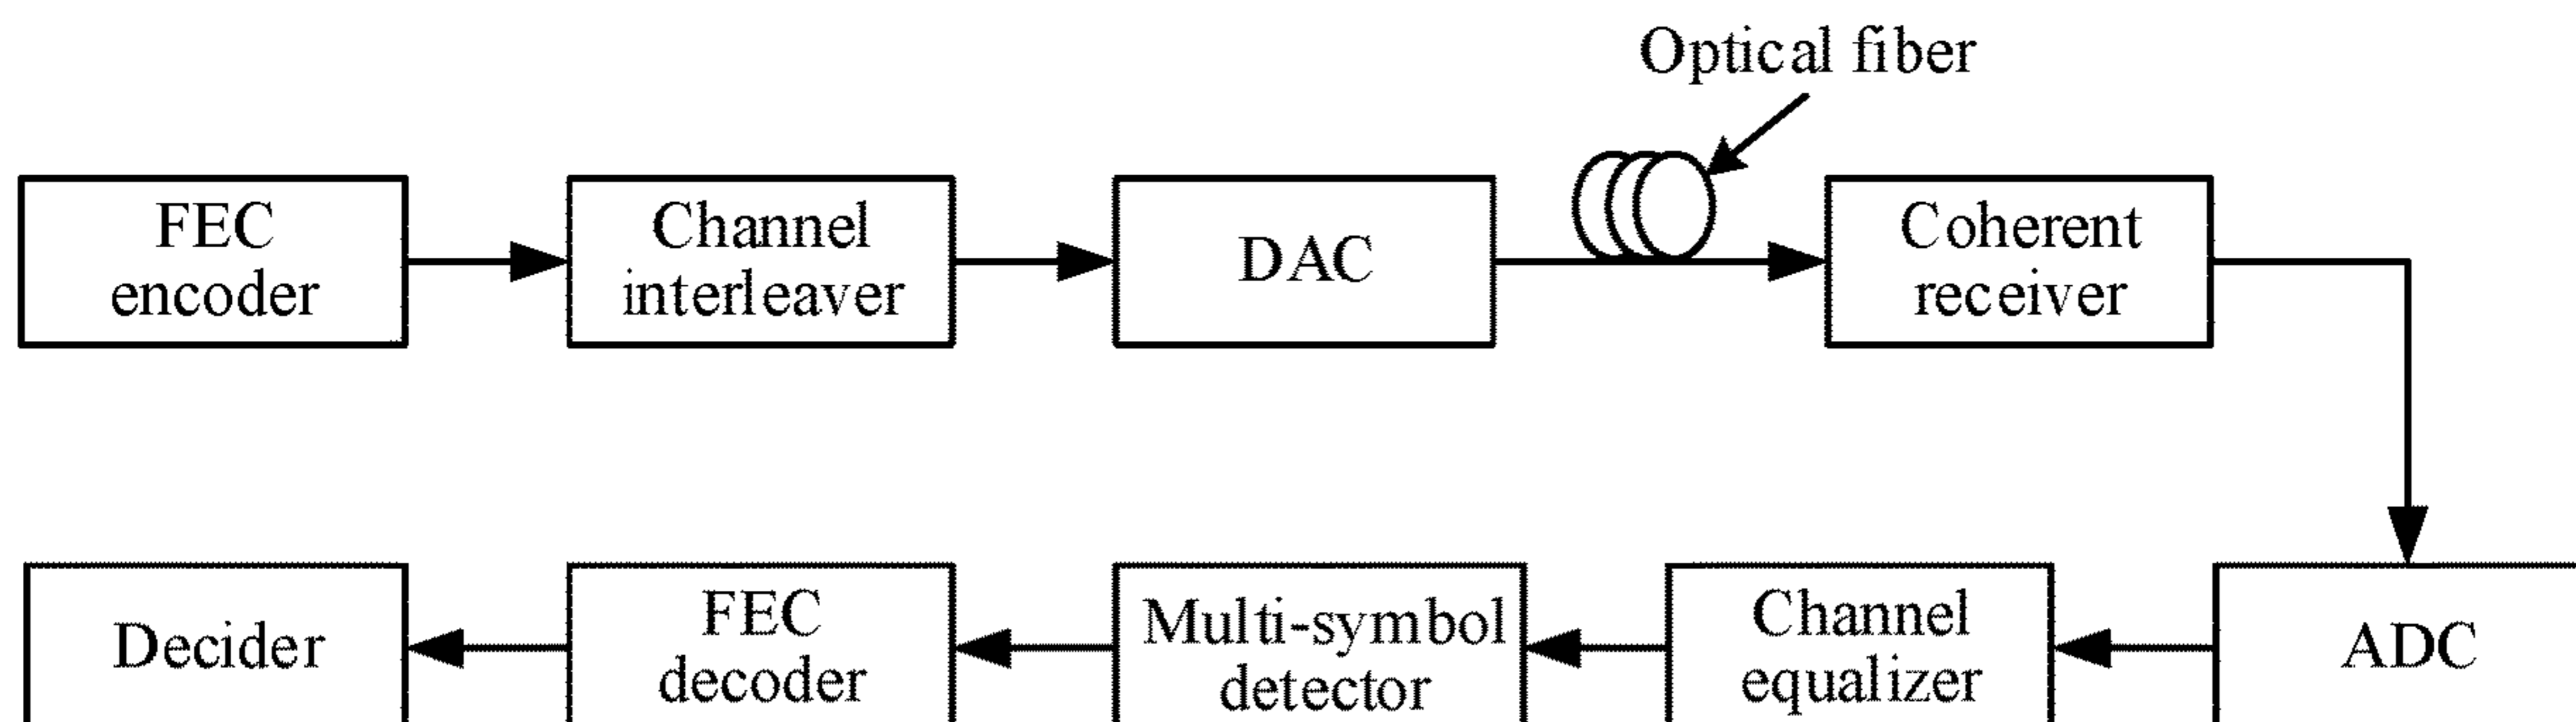 Optical fiber
FEC
encoder
Channel
interleaver
DAC
Coherent
receiver
Decider
FEC
decoder
Multi-symbol
detector
Channel
equalizer
ADC